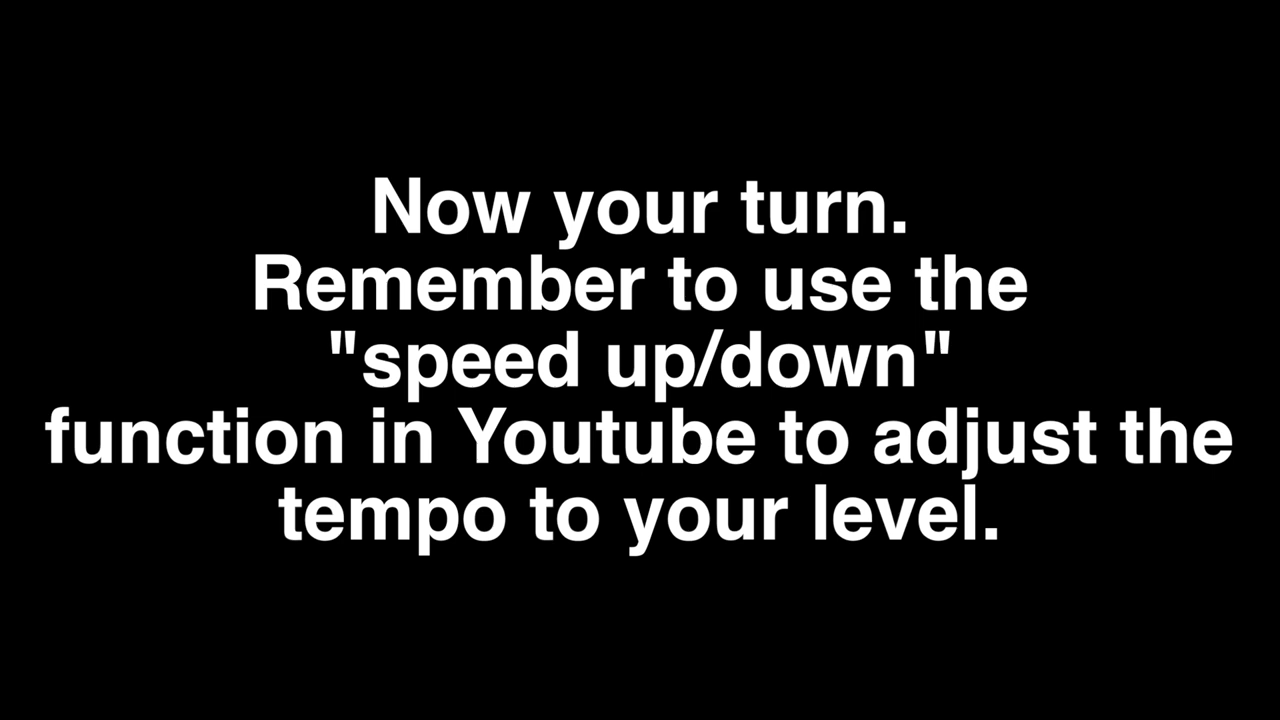 Now your turn.
Remember to use the
"speed up/down"
function in Youtube to adjust the
tempo to your level.